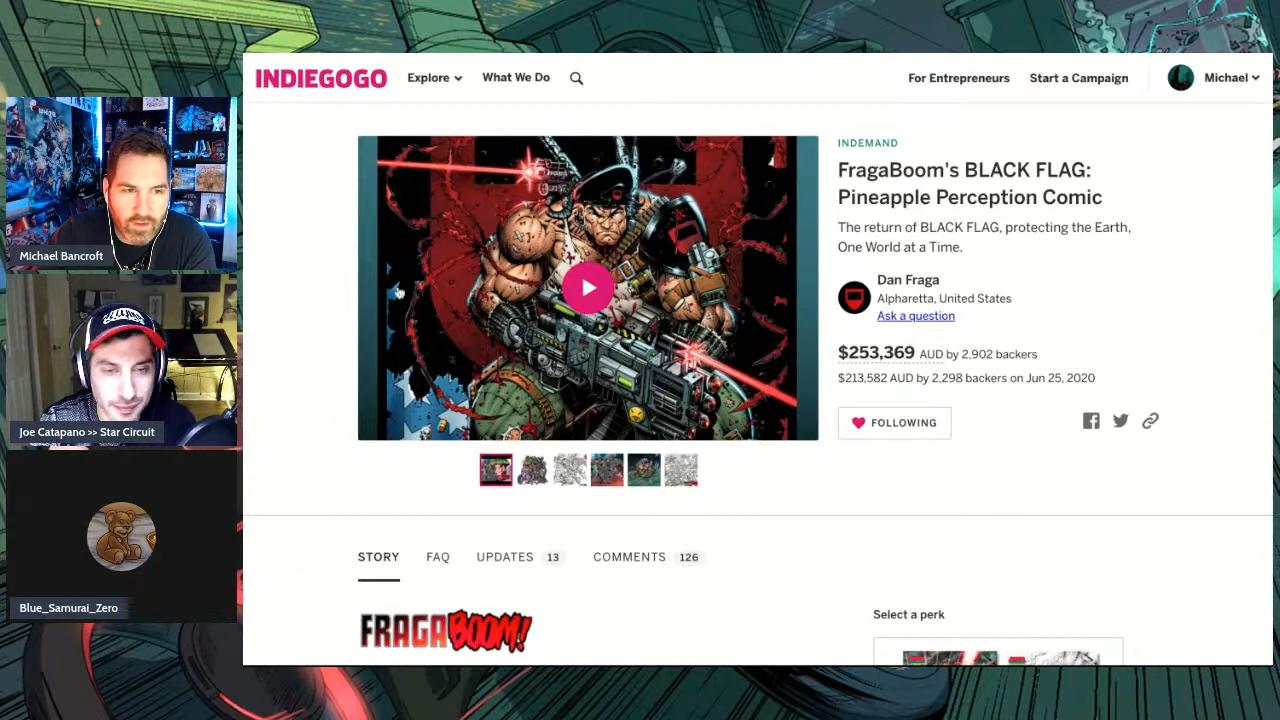 INDIEGOGO
Explore
What We Do
For Entrepreneurs
Start a Campaign
Michael
Michael Bancroft
Joe Catapano >> Star Circuit
Blue_Samurai_Zero
INDEMAND
FragaBoom's BLACK FLAG:
Pineapple Perception Comic
The return of BLACK FLAG, protecting the Earth,
One World at a Time.
Dan Fraga
Alpharetta, United States
Ask a question
$253,369 AUD by 2,902 backers
$213,582 AUD by 2,298 backers on Jun 25, 2020
FOLLOWING
STORY
FAQ
UPDATES 13
COMMENTS 126
FRAGABOOM!
Select a perk